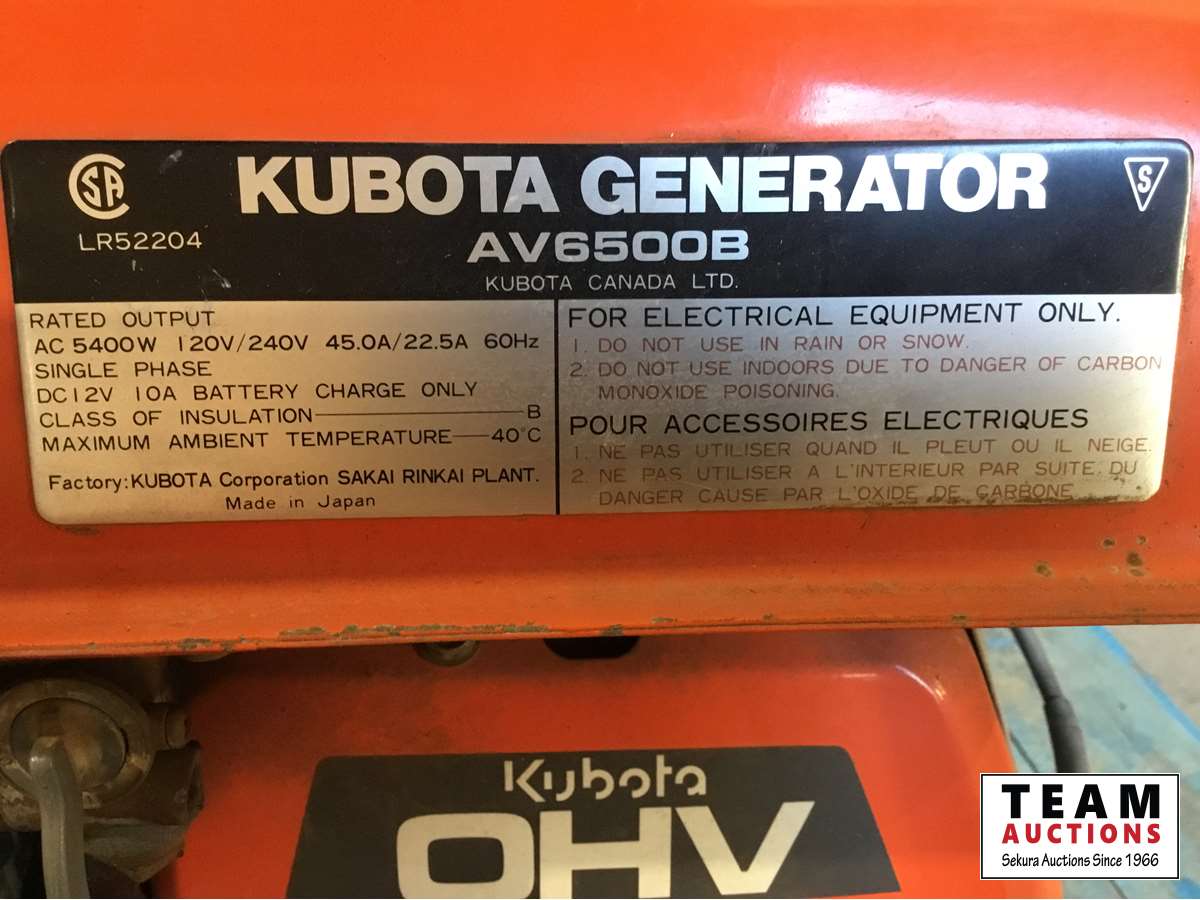 CSA
LR52204
KUBOTA GENERATOR
AV6500B
KUBOTA CANADA LTD.
S
RATED OUTPUT
AC 5400W 120V/240V 45.0A/22.5A 60Hz
SINGLE PHASE
DC12V 10A BATTERY CHARGE ONLY
CLASS OF INSULATION B
MAXIMUM AMBIENT TEMPERATURE 40°C
Factory:KUBOTA Corporation SAKAI RINKAI PLANT.
Made in Japan
FOR ELECTRICAL EQUIPMENT ONLY.
1. DO NOT USE IN RAIN OR SNOW.
2. DO NOT USE INDOORS DUE TO DANGER OF CARBON
MONOXIDE POISONING.
POUR ACCESSOIRES ELECTRIQUES
1. NE PAS UTILISER QUAND IL PLEUT OU IL NEIGE.
2. NE PAS UTILISER A L'INTERIEUR PAR SUITE. DU
DANGER CAUSE PAR L'OXIDE DE CARBONE
Kubota
OHV
TEAM
AUCTIONS
Sekura Auctions Since 1966